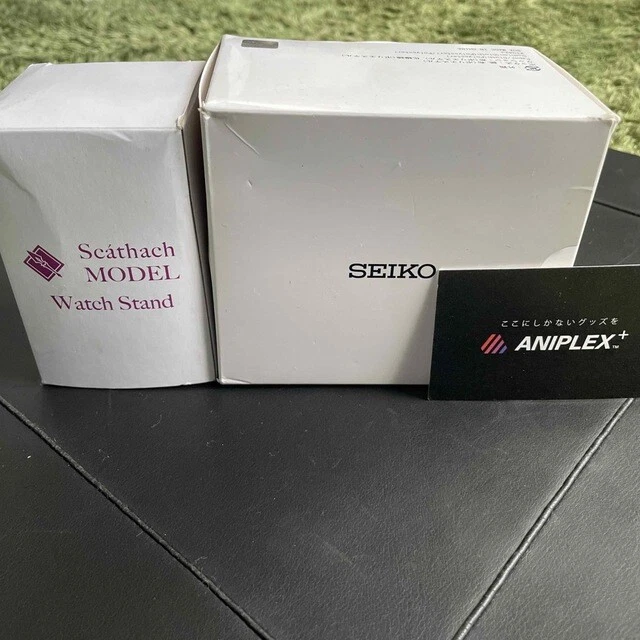 Scáthach
MODEL
Watch Stand
SEIKO
ここにしかないグッズを
ANIPLEX+